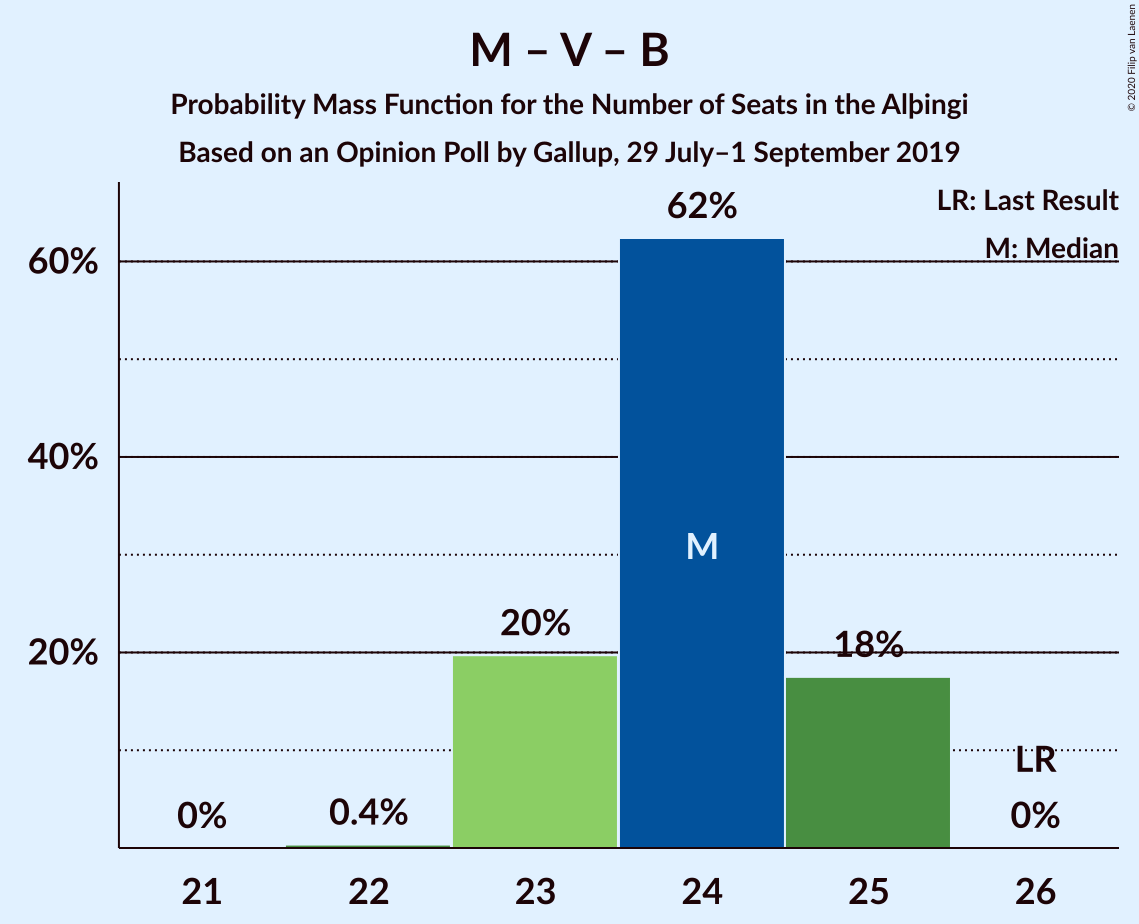 M – V – B
Probability Mass Function for the Number of Seats in the Alþingi
Based on an Opinion Poll by Gallup, 29 July–1 September 2019
© 2020 Filip van Laenen
LR: Last Result
M: Median
62%
60%
40%
M
20%
20%
18%
LR
0%
0.4%
0%
21
22
23
24
25
26